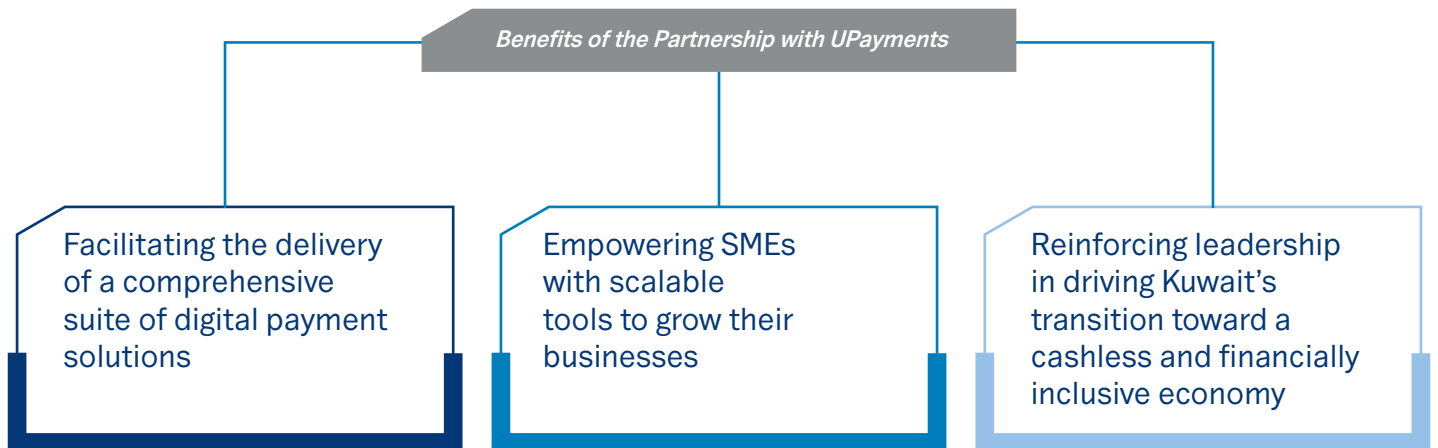 Benefits of the Partnership with UPayments
Facilitating the delivery
of a comprehensive
suite of digital payment
solutions
Empowering SMEs
with scalable
tools to grow their
businesses
Reinforcing leadership
in driving Kuwait's
transition toward a
cashless and financially
inclusive economy